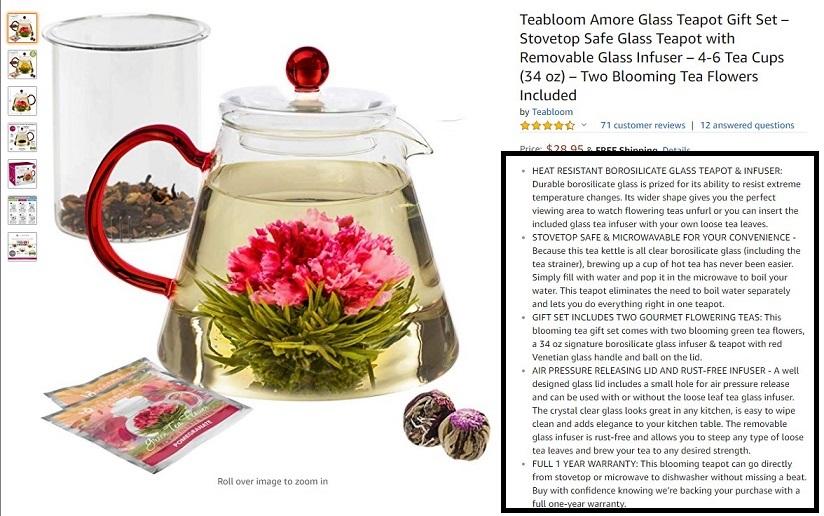 Teabloom Amore Glass Teapot Gift Set –
Stovetop Safe Glass Teapot with
Removable Glass Infuser – 4-6 Tea Cups
(34 oz) – Two Blooming Tea Flowers
Included
by Teabloom
71 customer reviews | 12 answered questions
Price: $28.95 & FREE Shipping. Details
• HEAT RESISTANT BOROSILICATE GLASS TEAPOT & INFUSER:
Durable borosilicate glass is prized for its ability to resist extreme
temperature changes. Its wider shape gives you the perfect
viewing area to watch flowering teas unfurl or you can insert the
included glass tea infuser with your own loose tea leaves.
• STOVETOP SAFE & MICROWAVABLE FOR YOUR CONVENIENCE -
Because this tea kettle is all clear borosilicate glass (including the
tea strainer), brewing up a cup of hot tea has never been easier.
Simply fill with water and pop it in the microwave to boil your
water. This teapot eliminates the need to boil water separately
and lets you do everything right in one teapot.
• GIFT SET INCLUDES TWO GOURMET FLOWERING TEAS: This
blooming tea gift set comes with two blooming green tea flowers,
a 34 oz signature borosilicate glass infuser & teapot with red
Venetian glass handle and ball on the lid.
• AIR PRESSURE RELEASING LID AND RUST-FREE INFUSER - A well
designed glass lid includes a small hole for air pressure release
and can be used with or without the loose leaf tea glass infuser.
The crystal clear glass looks great in any kitchen, is easy to wipe
clean and adds elegance to your kitchen table. The removable
glass infuser is rust-free and allows you to steep any type of loose
tea leaves and brew your tea to any desired strength.
• FULL 1 YEAR WARRANTY: This blooming teapot can go directly
from stovetop or microwave to dishwasher without missing a beat.
Buy with confidence knowing we're backing your purchase with a
full one-year warranty.
Green Tea Flower
POMEGRANATE
Roll over image to zoom in